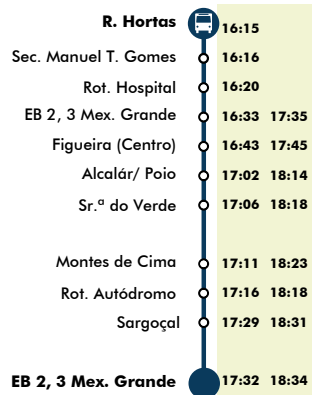 R. Hortas 16:15
Sec. Manuel T. Gomes 16:16
Rot. Hospital 16:20
EB 2, 3 Mex. Grande 16:33 17:35
Figueira (Centro) 16:43 17:45
Alcalár/ Poio 17:02 18:14
Sr.ª do Verde 17:06 18:18
Montes de Cima 17:11 18:23
Rot. Autódromo 17:16 18:18
Sargoçal 17:29 18:31
EB 2, 3 Mex. Grande 17:32 18:34